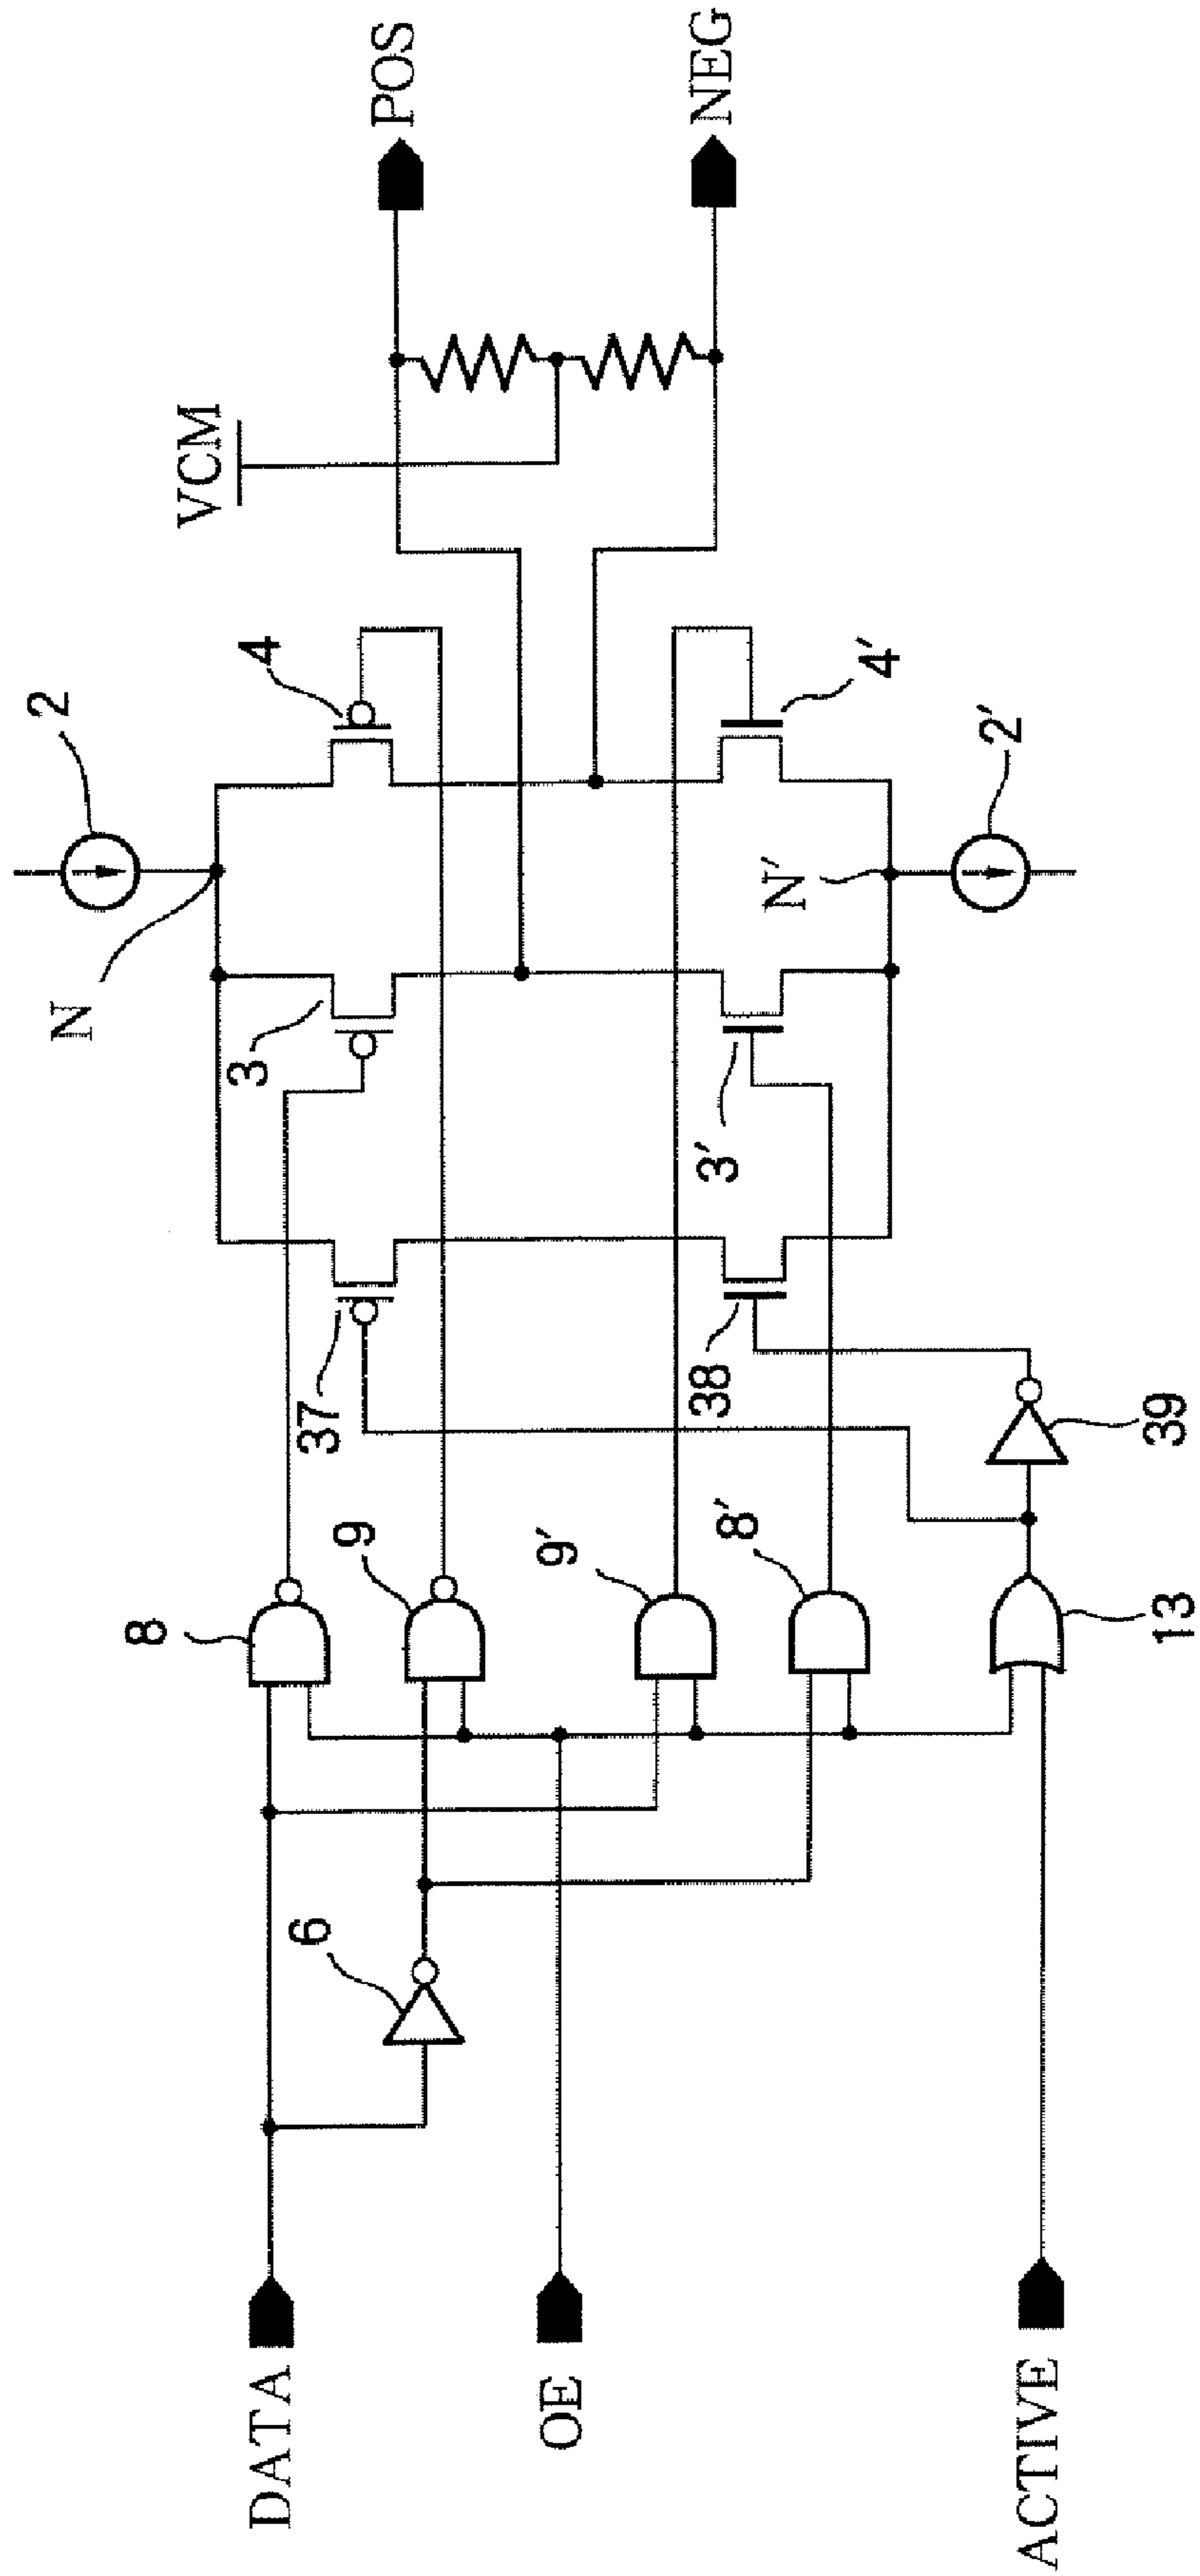 2
N
3
4
VCM
POS
NEG
37
38
3′
4′
N′
2′
8
9
9′
8′
13
39
6
DATA
OE
ACTIVE